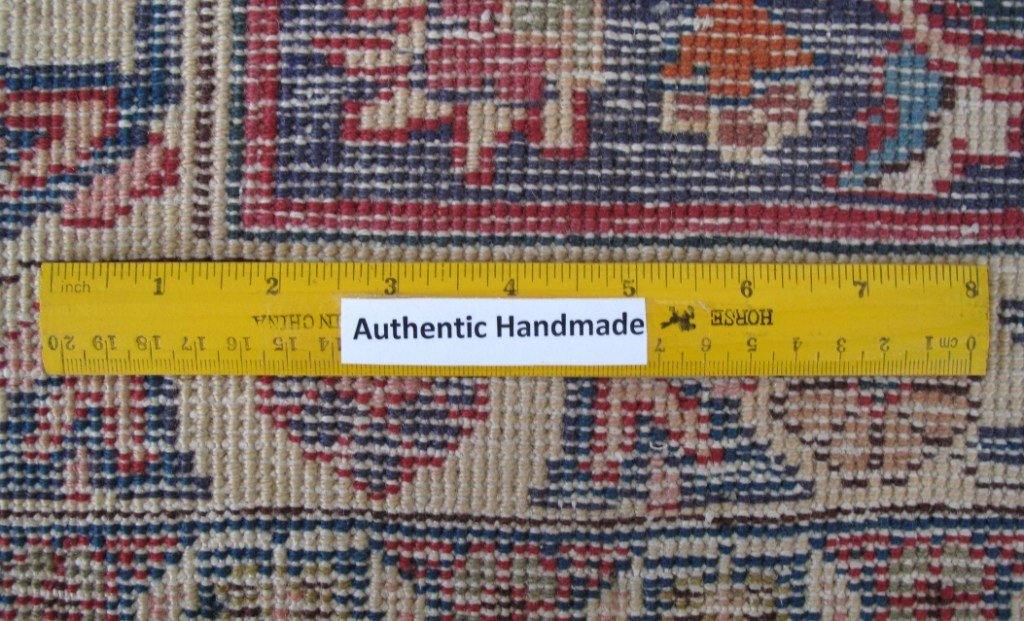 inch 1 2 3 4 5 6 7 8
Authentic Handmade
HORSE
IN CHINA
0 cm 1 2 3 4 5 6 7
14 15 16 17 18 19 20